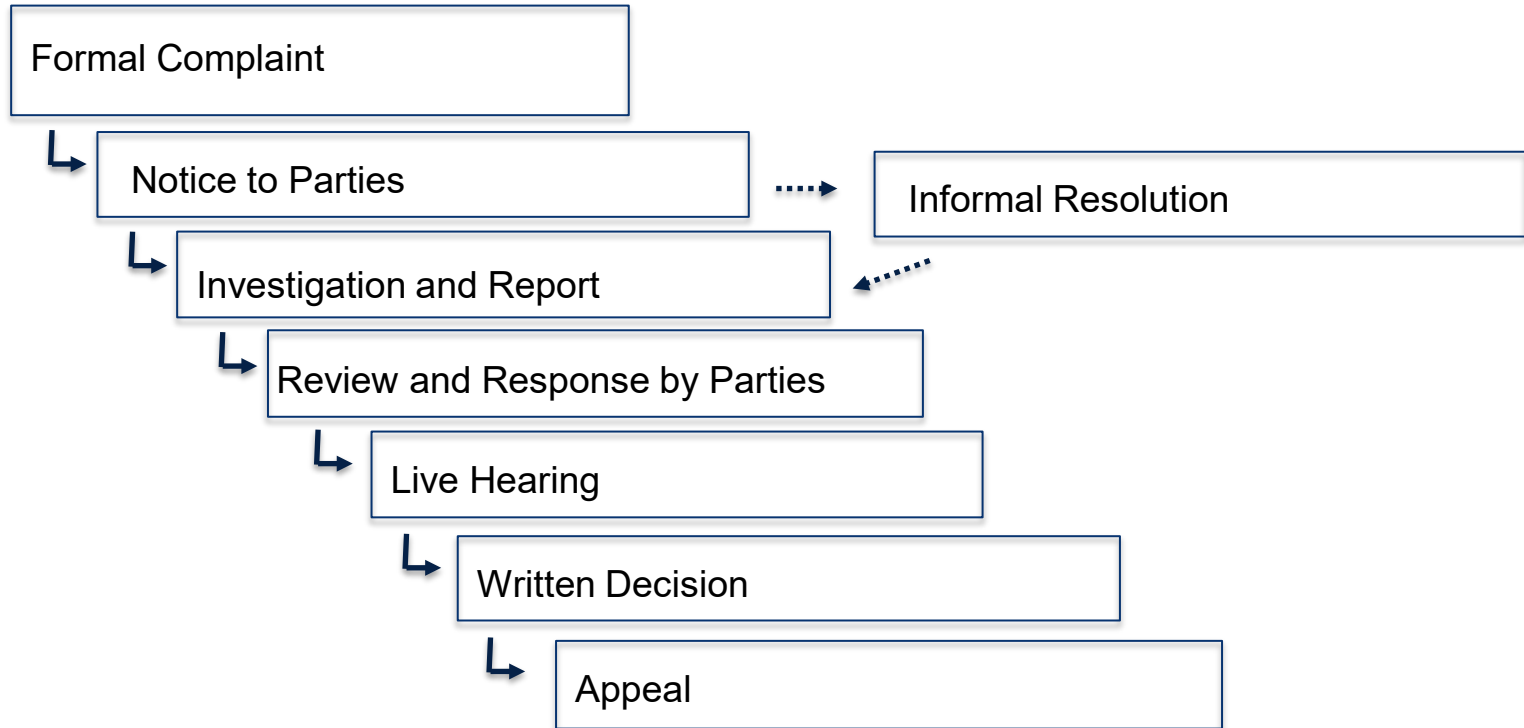 Formal Complaint
Notice to Parties
Informal Resolution
Investigation and Report
Review and Response by Parties
Live Hearing
Written Decision
Appeal